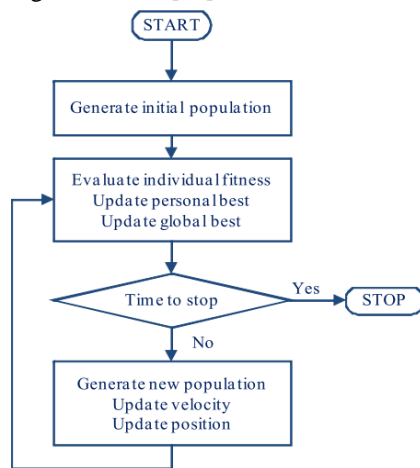 START
Generate initial population
Evaluate individual fitness
Update personal best
Update global best
Time to stop
Yes
STOP
No
Generate new population
Update velocity
Update position